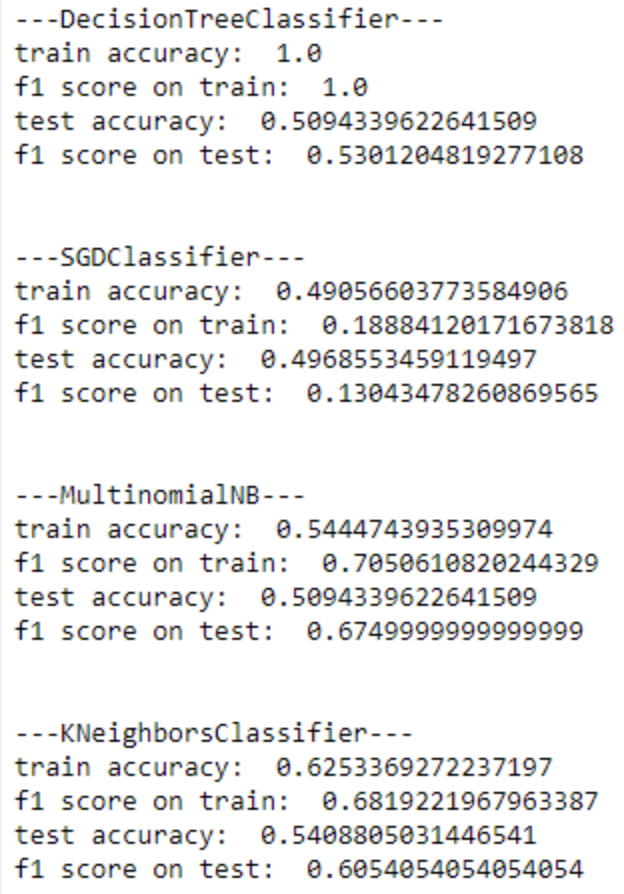 ---DecisionTreeClassifier---
train accuracy:  1.0
f1 score on train:  1.0
test accuracy:  0.5094339622641509
f1 score on test:  0.5301204819277108
---SGDClassifier---
train accuracy:  0.49056603773584906
f1 score on train:  0.18884120171673818
test accuracy:  0.4968553459119497
f1 score on test:  0.13043478260869565
---MultinomialNB---
train accuracy:  0.5444743935309974
f1 score on train:  0.7050610820244329
test accuracy:  0.5094339622641509
f1 score on test:  0.6749999999999999
---KNeighborsClassifier---
train accuracy:  0.6253369272237197
f1 score on train:  0.6819221967963387
test accuracy:  0.5408805031446541
f1 score on test:  0.6054054054054054